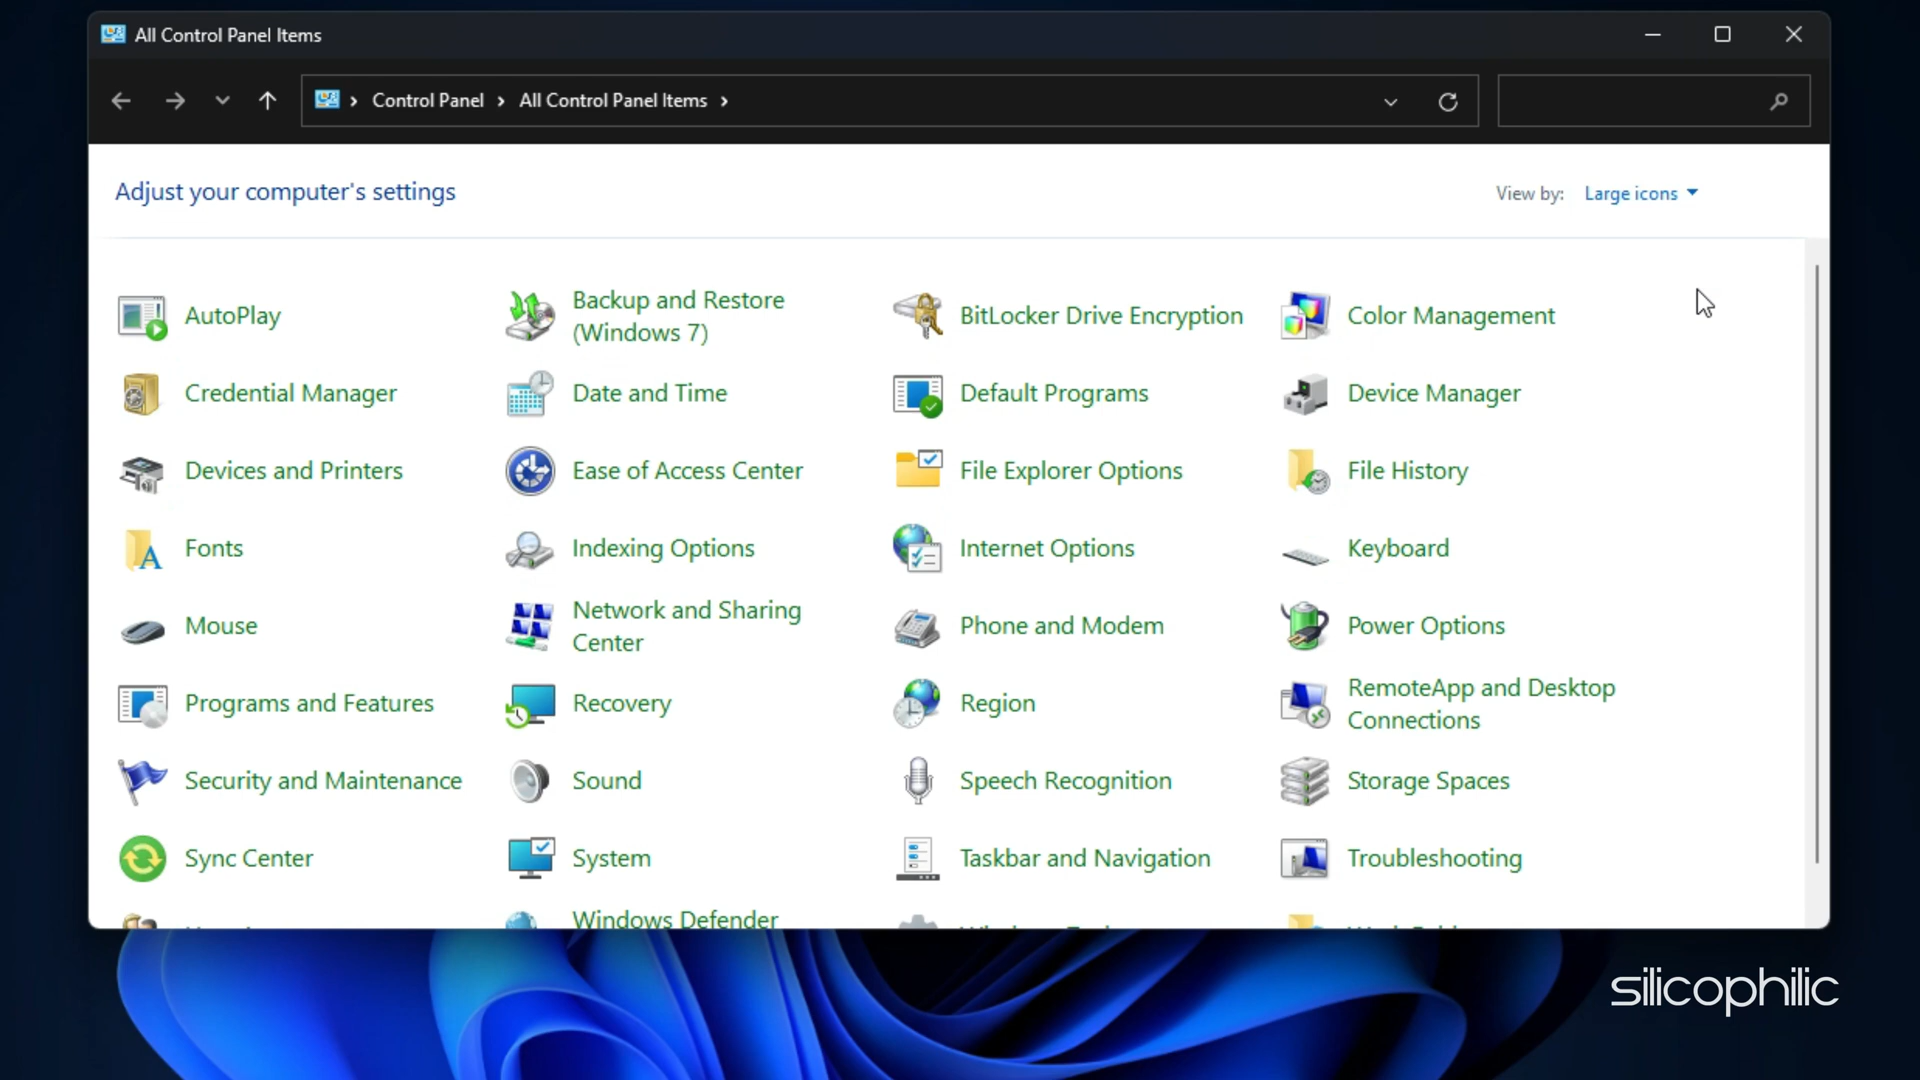 All Control Panel Items
Control Panel
All Control Panel Items
Adjust your computer's settings
View by:
Large icons
AutoPlay
Backup and Restore
(Windows 7)
BitLocker Drive Encryption
Color Management
Credential Manager
Date and Time
Default Programs
Device Manager
Devices and Printers
Ease of Access Center
File Explorer Options
File History
Fonts
Indexing Options
Internet Options
Keyboard
Mouse
Network and Sharing
Center
Phone and Modem
Power Options
Programs and Features
Recovery
Region
RemoteApp and Desktop
Connections
Security and Maintenance
Sound
Speech Recognition
Storage Spaces
Sync Center
System
Taskbar and Navigation
Troubleshooting
Windows Defender
silicophilic